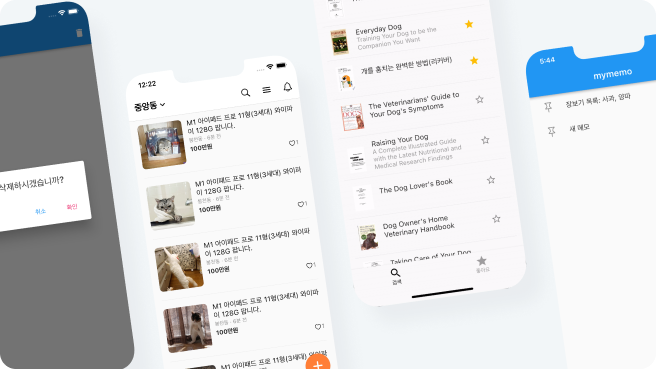 삭제하시겠습니까?
취소
확인
12:22
중앙동
M1 아이패드 프로 11형(3세대) 와이파
이 128G 팝니다.
봉천동 · 6분 전
100만원
1
M1 아이패드 프로 11형(3세대) 와이파
이 128G 팝니다.
봉천동 · 6분 전
100만원
1
M1 아이패드 프로 11형(3세대) 와이파
이 128G 팝니다.
봉천동 · 6분 전
100만원
1
M1 아이패드 프로 11형(3세대) 와이파
이 128G 팝니다.
봉천동 · 6분 전
100만원
1
M1 아이패드 프로 11형(3세대) 와이파
Everyday Dog
Training Your Dog to be the
Companion You Want
개를 훔치는 완벽한 방법(리커버)
The Veterinarians' Guide to
Your Dog's Symptoms
Raising Your Dog
A Complete Illustrated Guide
with the Latest Nutritional and
Medical Research Findings
The Dog Lover's Book
Dog Owner's Home
Veterinary Handbook
Taking Care of Your Dog
검색
좋아요
5:44
mymemo
장보기 목록: 사과, 양파
새 메모